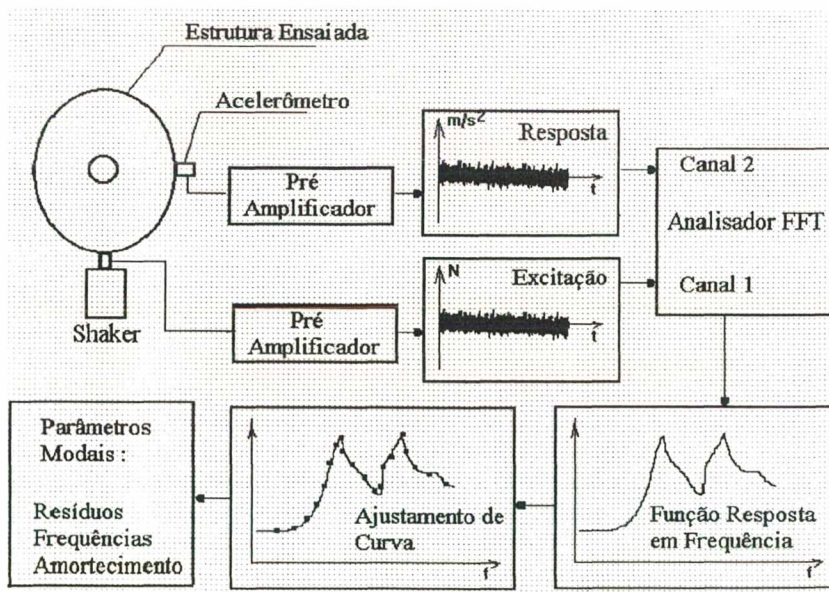 Estrutura Ensaiada
Acelerômetro
Shaker
Pré
Amplificador
m/s²
Resposta
t
Canal 2
Analisador FFT
Canal 1
Pré
Amplificador
N
Excitação
t
Função Resposta
em Frequência
f
Ajustamento de
Curva
f
Parâmetros
Modais :
Resíduos
Frequências
Amortecimento